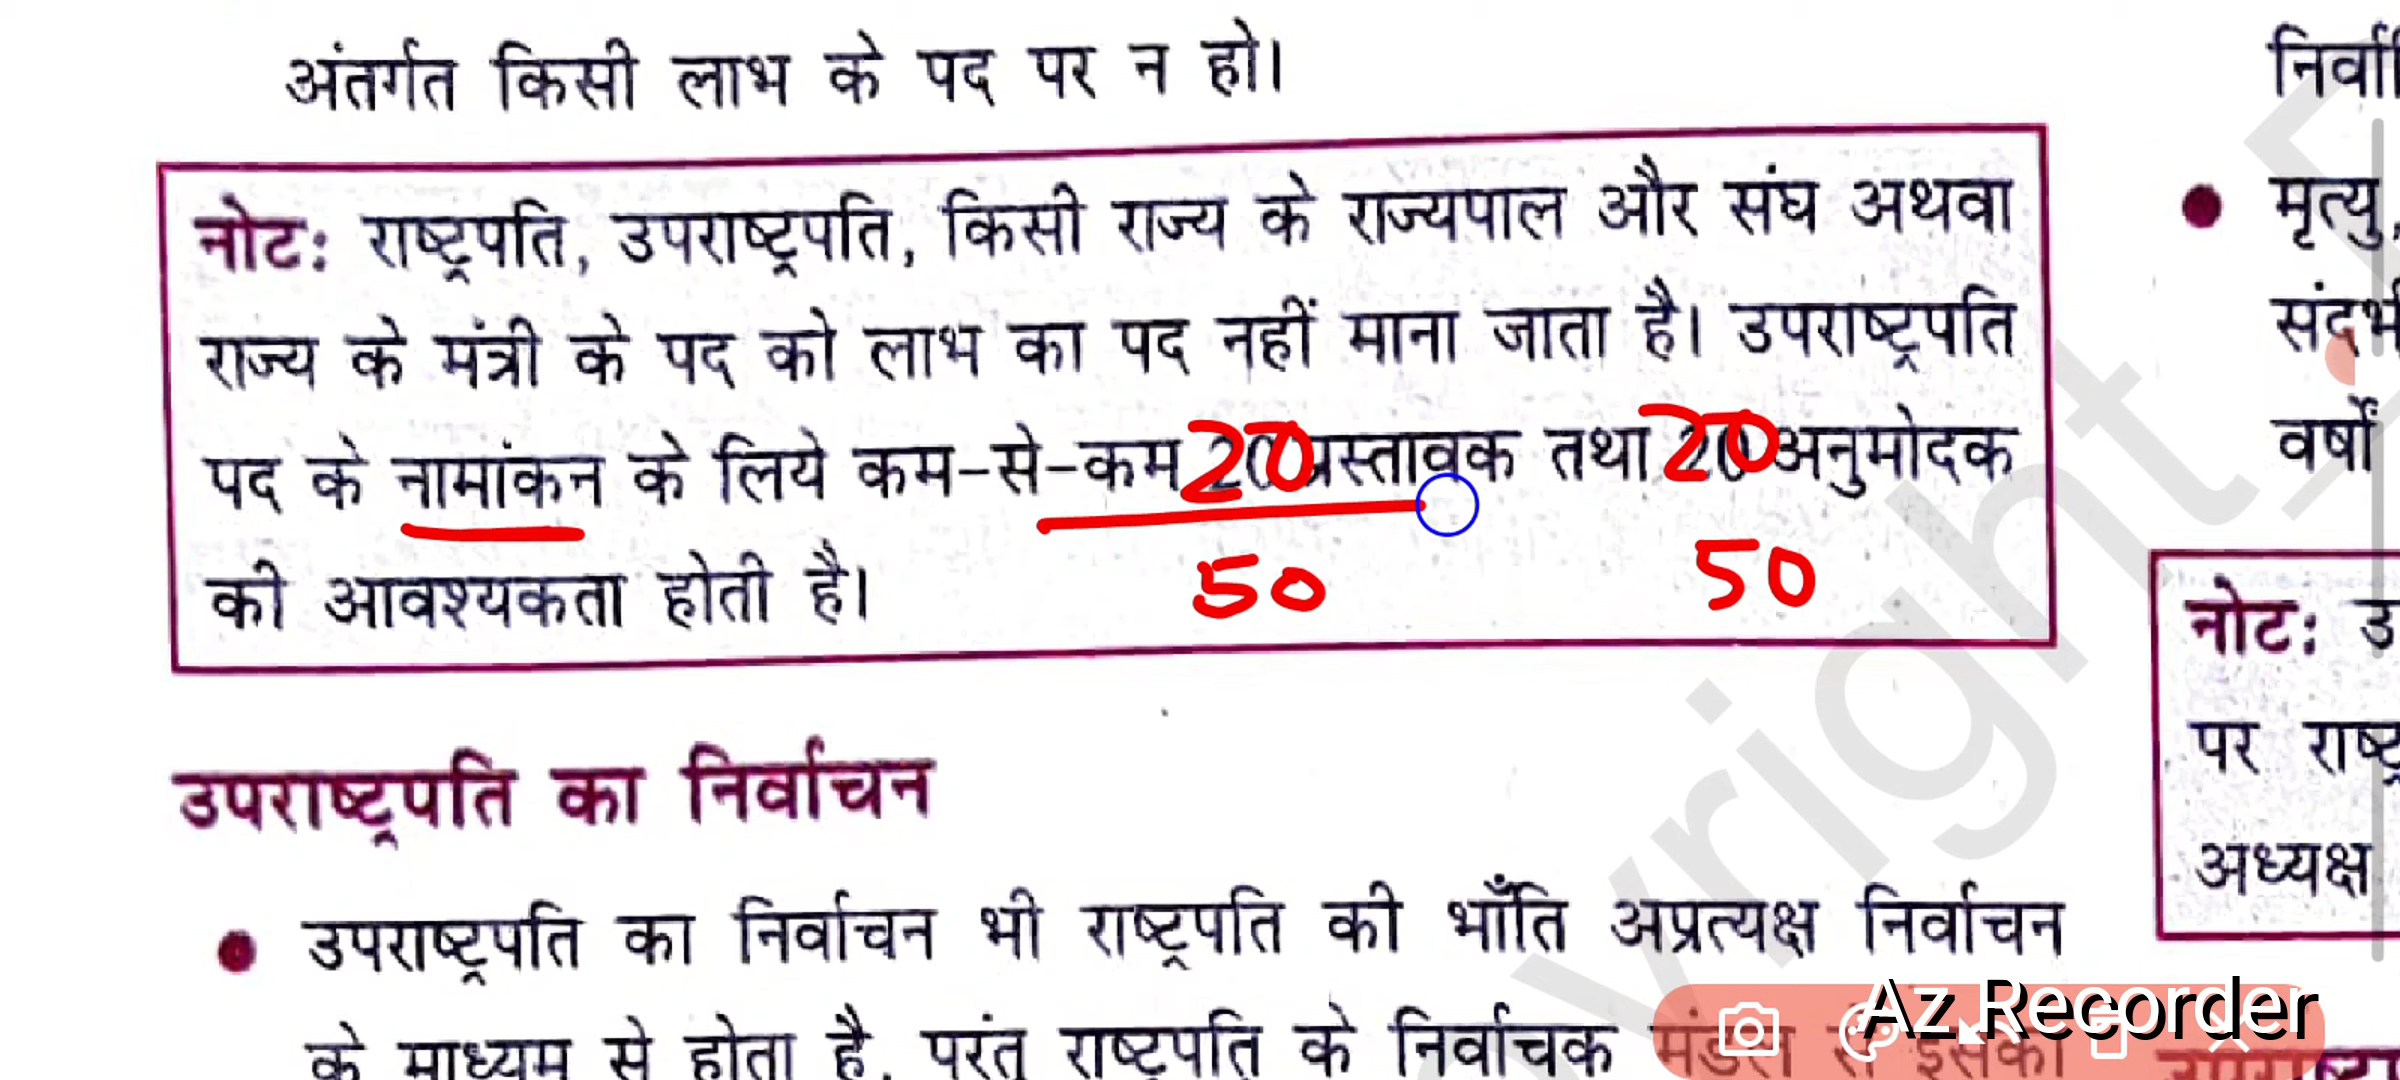 अंतर्गत किसी लाभ के पद पर न हो।
नोट: राष्ट्रपति, उपराष्ट्रपति, किसी राज्य के राज्यपाल और संघ अथवा
राज्य के मंत्री के पद को लाभ का पद नहीं माना जाता है। उपराष्ट्रपति
पद के नामांकन के लिये कम-से-कम 20 प्रस्तावक तथा 20 अनुमोदक
की आवश्यकता होती है।
50 50
उपराष्ट्रपति का निर्वाचन
उपराष्ट्रपति का निर्वाचन भी राष्ट्रपति की भाँति अप्रत्यक्ष निर्वाचन
के माध्यम से होता है, परंतु राष्ट्रपति के निर्वाचक मंडल से इसका
मृत्यु,
वर्षों
नोट: उ
पर
अध्यक्ष
Az Recorder